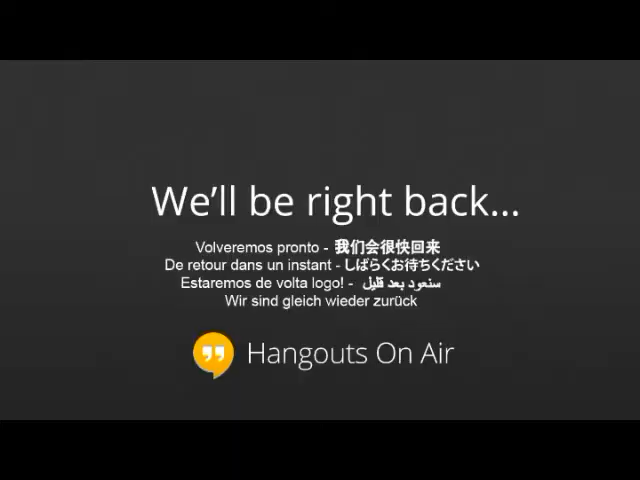 We'll be right back...
Volveremos pronto - 我们会很快回来
De retour dans un instant - しばらくお待ちください
Estaremos de volta logo! - سنعود بعد قليل
Wir sind gleich wieder zurück
Hangouts On Air